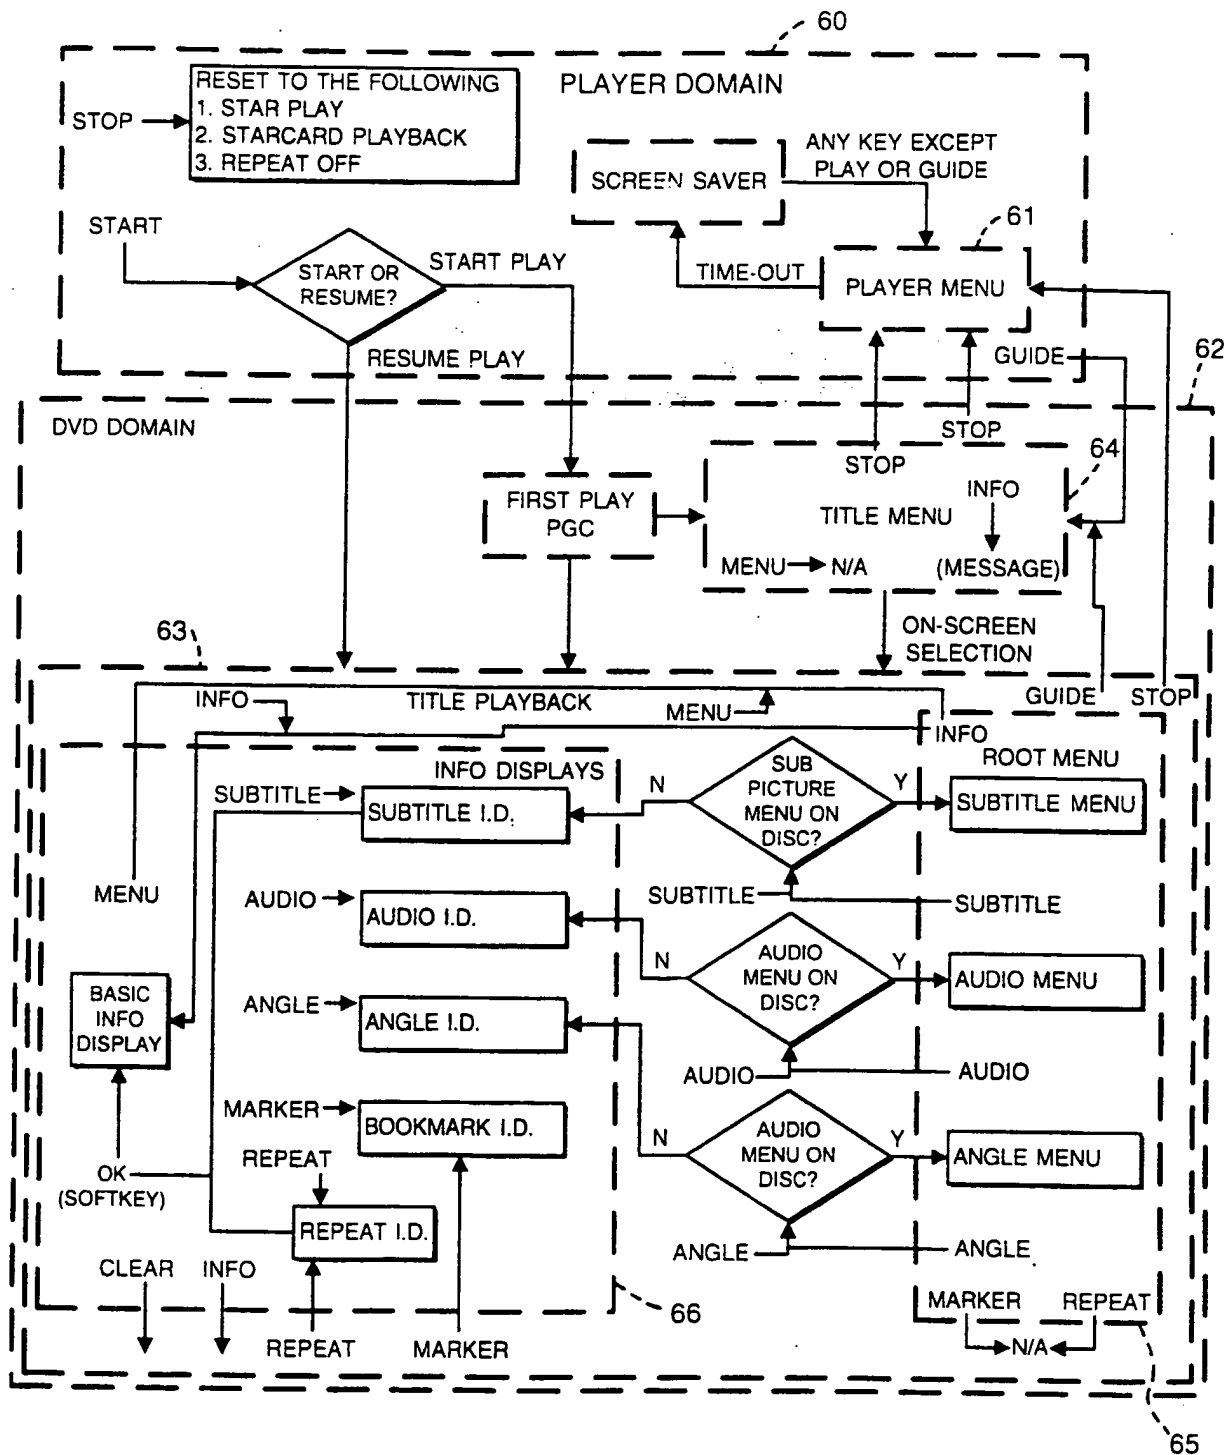 60
RESET TO THE FOLLOWING
1. STAR PLAY
2. STARCARD PLAYBACK
3. REPEAT OFF
PLAYER DOMAIN
STOP
ANY KEY EXCEPT
PLAY OR GUIDE
SCREEN SAVER
61
START
START OR
RESUME?
START PLAY
TIME-OUT
PLAYER MENU
RESUME PLAY
GUIDE
62
DVD DOMAIN
STOP
STOP
64
FIRST PLAY
PGC
INFO
TITLE MENU
MENU
N/A
(MESSAGE)
63
ON-SCREEN
SELECTION
INFO
TITLE PLAYBACK
MENU
GUIDE
STOP
INFO
INFO DISPLAYS
ROOT MENU
SUBTITLE
SUBTITLE I.D.
N
SUB
PICTURE
MENU ON
DISC?
Y
SUBTITLE MENU
MENU
SUBTITLE
SUBTITLE
AUDIO
AUDIO I.D.
N
AUDIO
MENU ON
DISC?
Y
AUDIO MENU
BASIC
INFO
DISPLAY
ANGLE
ANGLE I.D.
AUDIO
AUDIO
MARKER
BOOKMARK I.D.
N
AUDIO
MENU ON
DISC?
Y
ANGLE MENU
OK
(SOFTKEY)
REPEAT
REPEAT I.D.
ANGLE
ANGLE
CLEAR
INFO
66
MARKER
REPEAT
REPEAT
MARKER
N/A
65